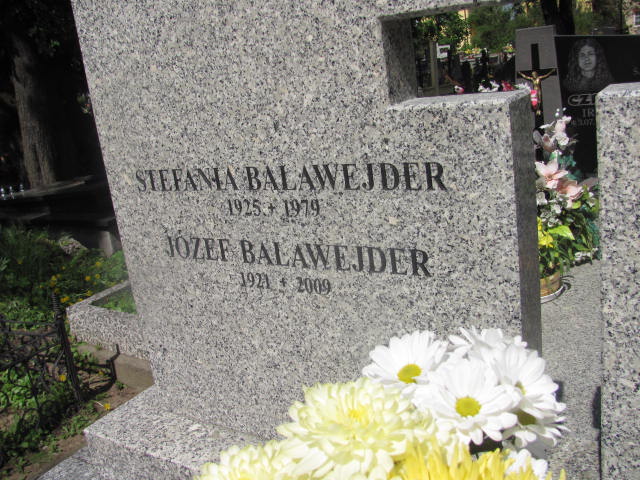 STEFANIA BALAWEJDER
1925 + 1979
JÓZEF BALAWEJDER
1921 + 2009